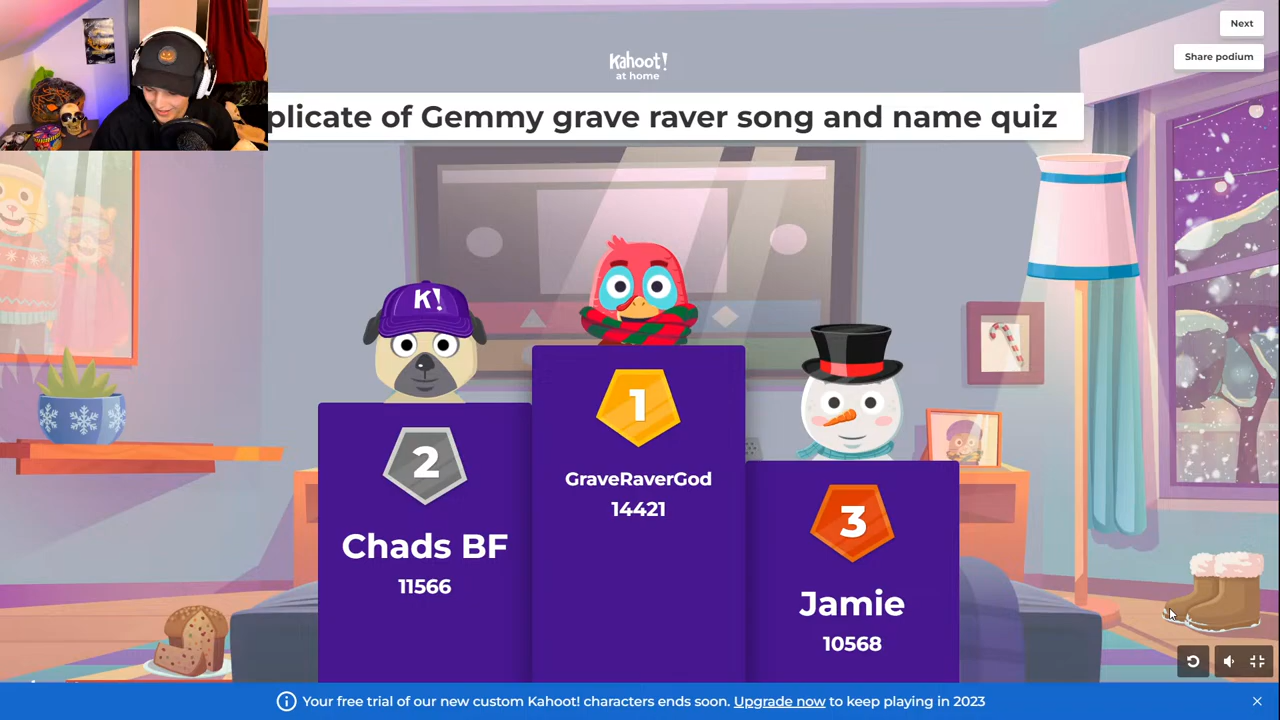 Next
Share podium
Kahoot!
at home
plicate of Gemmy grave raver song and name quiz
K!
1
GraveRaverGod
14421
2
Chads BF
11566
3
Jamie
10568
Your free trial of our new custom Kahoot! characters ends soon. Upgrade now to keep playing in 2023